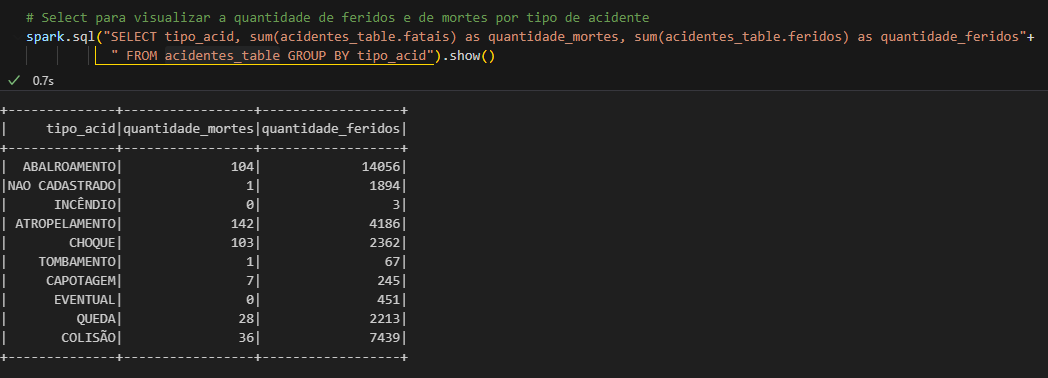 # Select para visualizar a quantidade de feridos e de mortes por tipo de acidente
spark.sql("SELECT tipo_acid, sum(acidentes_table.fatais) as quantidade_mortes, sum(acidentes_table.feridos) as quantidade_feridos"+
" FROM acidentes_table GROUP BY tipo_acid").show()
✓ 0.7s
+--------------+-----------------+------------------+
|     tipo_acid|quantidade_mortes|quantidade_feridos|
+--------------+-----------------+------------------+
|  ABALROAMENTO|              104|             14056|
|NAO CADASTRADO|                1|              1894|
|      INCÊNDIO|                0|                 3|
| ATROPELAMENTO|              142|              4186|
|        CHOQUE|              103|              2362|
|    TOMBAMENTO|                1|                67|
|     CAPOTAGEM|                7|               245|
|      EVENTUAL|                0|               451|
|         QUEDA|               28|              2213|
|       COLISÃO|               36|              7439|
+--------------+-----------------+------------------+